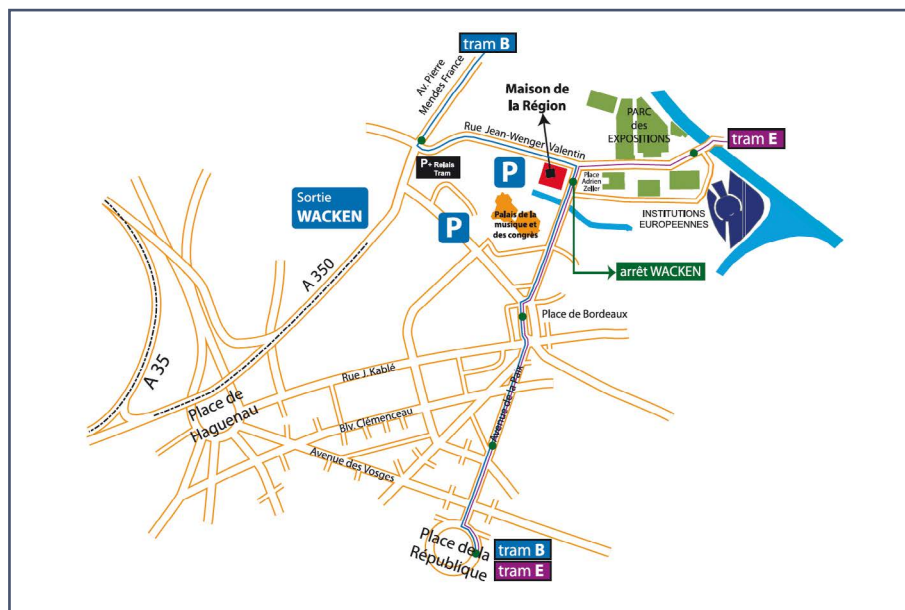 tram B
Av. Pierre
Mendes France
Maison de
la Région
PARC
des
EXPOSITIONS
tram E
Rue Jean-Wenger Valentin
P+ Relais
Tram
P
Place
Adrien
Zeller
Sortie
WACKEN
P
Palais de la
musique et
des congrès
INSTITUTIONS
EUROPEENNES
arrêt WACKEN
A 350
Place de Bordeaux
A 35
Rue J. Kablé
Place de
Haguenau
Blv. Clémenceau
Avenue de la Paix
Avenue des Vosges
Place de la
République
tram B
tram E